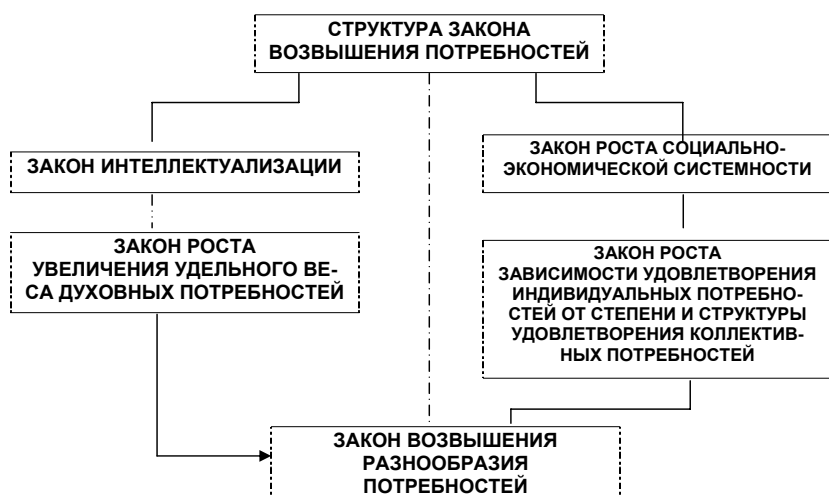 СТРУКТУРА ЗАКОНА
ВОЗВЫШЕНИЯ ПОТРЕБНОСТЕЙ
ЗАКОН ИНТЕЛЛЕКТУАЛИЗАЦИИ
ЗАКОН РОСТА СОЦИАЛЬНО-
ЭКОНОМИЧЕСКОЙ СИСТЕМНОСТИ
ЗАКОН РОСТА
УВЕЛИЧЕНИЯ УДЕЛЬНОГО ВЕ-
СА ДУХОВНЫХ ПОТРЕБНОСТЕЙ
ЗАКОН РОСТА
ЗАВИСИМОСТИ УДОВЛЕТВОРЕНИЯ
ИНДИВИДУАЛЬНЫХ ПОТРЕБНО-
СТЕЙ ОТ СТЕПЕНИ И СТРУКТУРЫ
УДОВЛЕТВОРЕНИЯ КОЛЛЕКТИВ-
НЫХ ПОТРЕБНОСТЕЙ
ЗАКОН ВОЗВЫШЕНИЯ
РАЗНООБРАЗИЯ
ПОТРЕБНОСТЕЙ